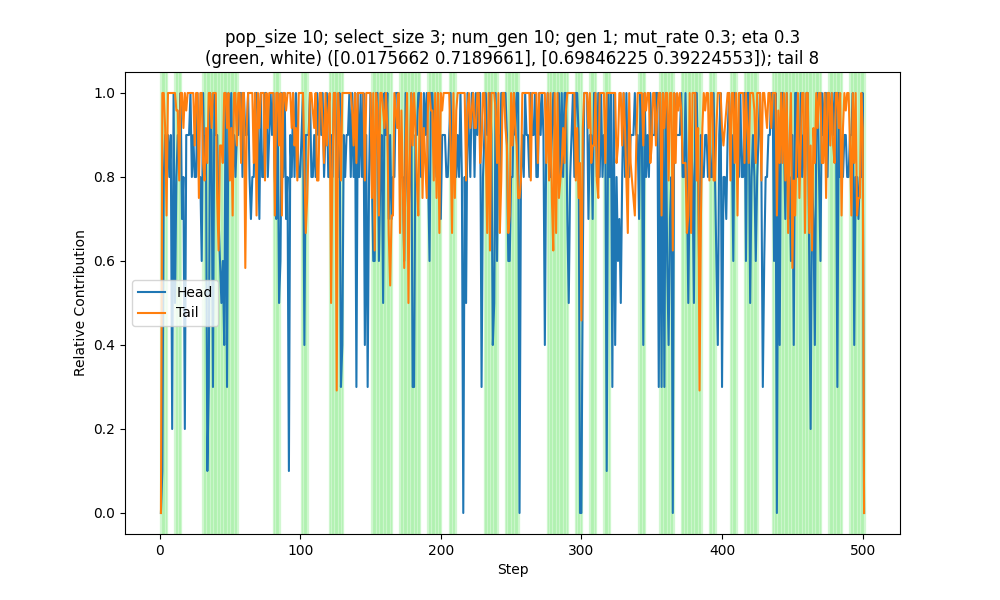 pop_size 10; select_size 3; num_gen 10; gen 1; mut_rate 0.3; eta 0.3
(green, white) ([0.0175662 0.7189661], [0.69846225 0.39224553]); tail 8
1.0
0.8
0.6
0.4
0.2
0.0
Relative Contribution
Head
Tail
0 100 200 300 400 500
Step